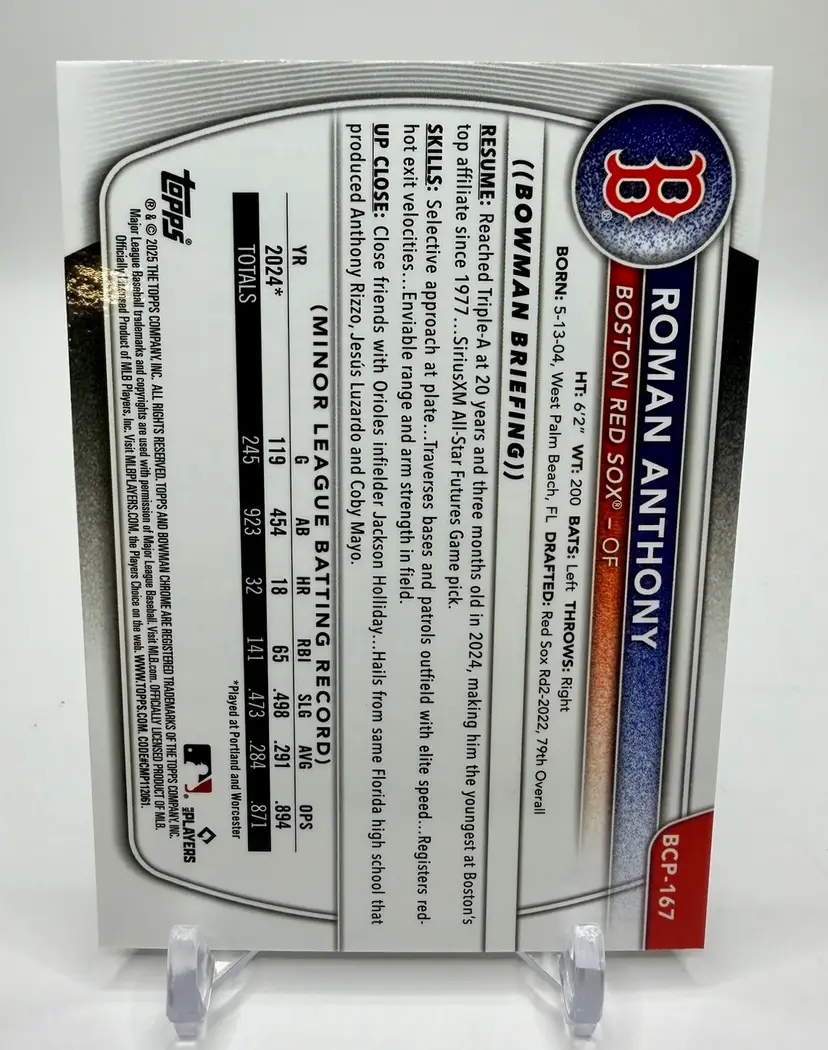 B
®
ROMAN ANTHONY
BOSTON RED SOX® – OF
BCP-167
HT: 6'2" WT: 200 BATS: Left THROWS: Right
BORN: 5-13-04, West Palm Beach, FL DRAFTED: Red Sox Rd2-2022, 79th Overall
((BOWMAN BRIEFING))
RESUME: Reached Triple-A at 20 years and three months old in 2024, making him the youngest at Boston's
top affiliate since 1977...SiriusXM All-Star Futures Game pick.
SKILLS: Selective approach at plate...Traverses bases and patrols outfield with elite speed...Registers red-
hot exit velocities...Enviable range and arm strength in field.
UP CLOSE: Close friends with Orioles infielder Jackson Holliday...Hails from same Florida high school that
produced Anthony Rizzo, Jesús Luzardo and Coby Mayo.
(MINOR LEAGUE BATTING RECORD)
YR G AB HR RBI SLG AVG OPS
2024* 119 454 18 65 .498 .291 .894
TOTALS 245 923 32 141 .473 .284 .871
*Played at Portland and Worcester
topps®
MLB PLAYERS
® & © 2025 THE TOPPS COMPANY, INC. ALL RIGHTS RESERVED. TOPPS AND BOWMAN CHROME ARE REGISTERED TRADEMARKS OF THE TOPPS COMPANY, INC.
Major League Baseball trademarks and copyrights are used with permission of Major League Baseball. Visit MLB.com. OFFICIALLY LICENSED PRODUCT OF MLB
Officially Licensed Product of MLB Players, Inc. Visit MLBPLAYERS.COM, the Players Choice on the web. WWW.TOPPS.COM. CODE#CMP112061.